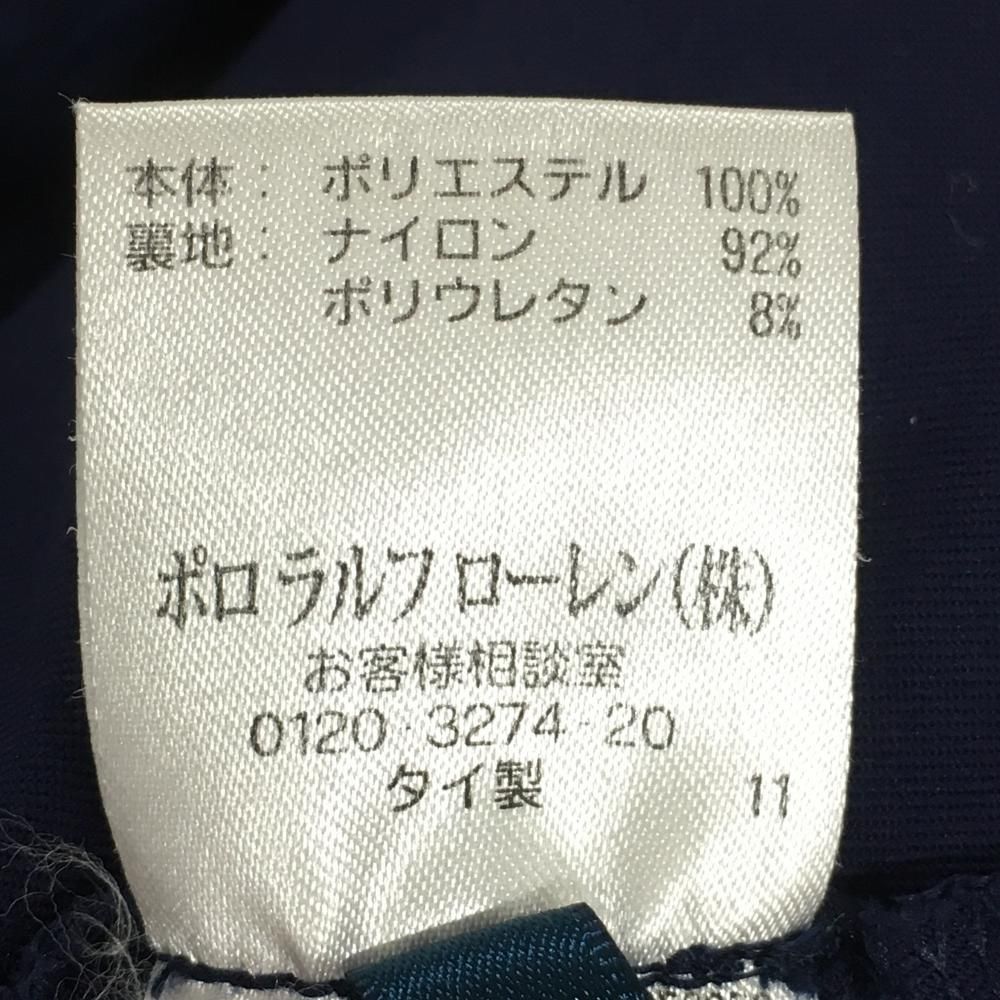 本体： ポリエステル 100%
裏地： ナイロン 92%
ポリウレタン 8%
ポロ ラルフ ローレン(株)
お客様相談室
0120-3274-20
タイ製 11